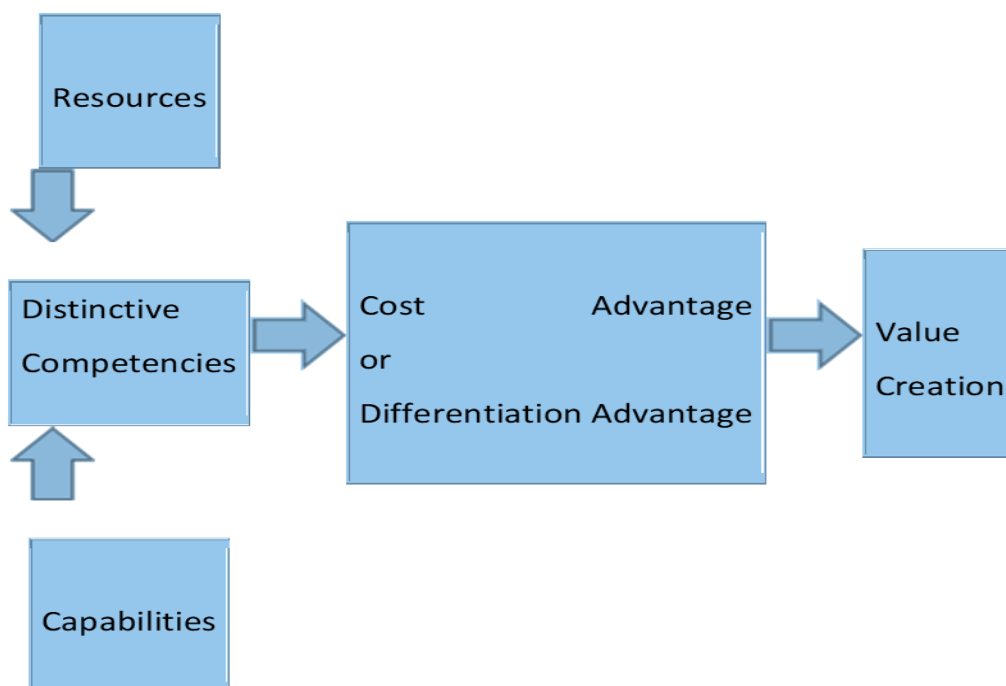 Resources
Distinctive
Competencies
Cost Advantage
or
Differentiation Advantage
Value
Creation
Capabilities